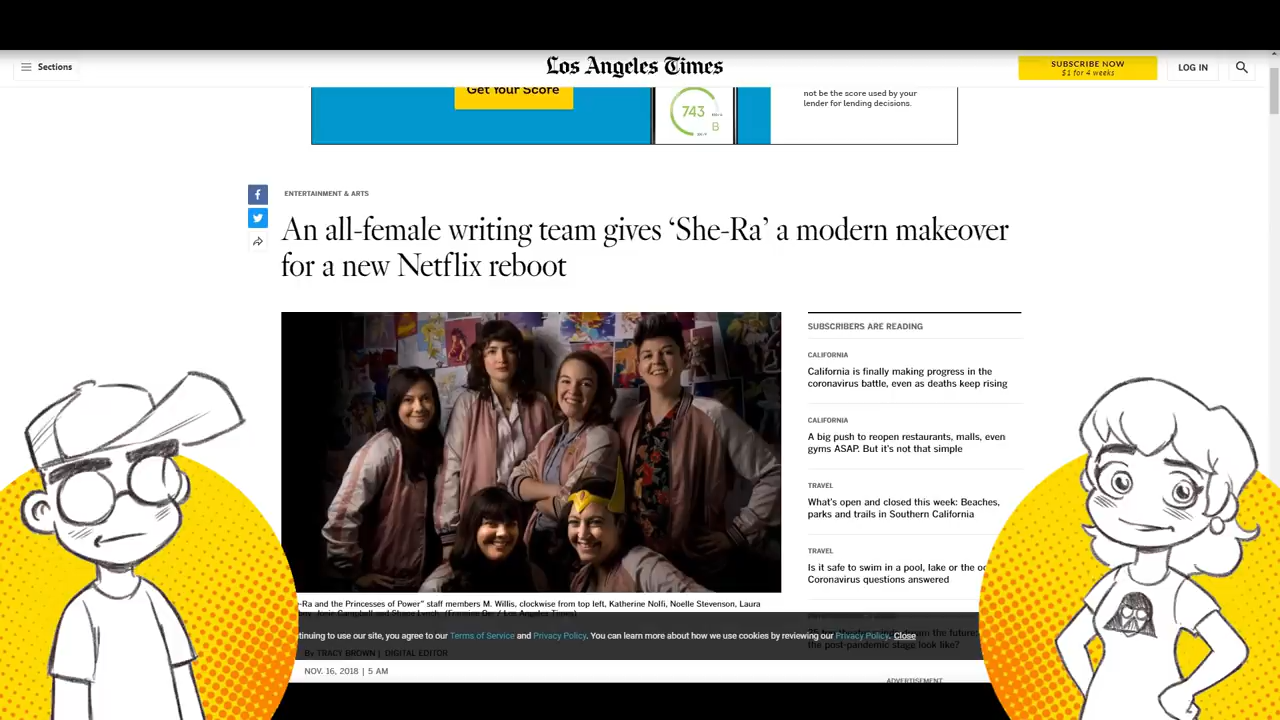 Sections
Los Angeles Times
SUBSCRIBE NOW
$1 for 4 weeks
LOG IN
Get Your Score
743
B
not be the score used by your
lender for lending decisions.
ENTERTAINMENT & ARTS
An all-female writing team gives ‘She-Ra’ a modern makeover
for a new Netflix reboot
SUBSCRIBERS ARE READING
CALIFORNIA
California is finally making progress in the
coronavirus battle, even as deaths keep rising
CALIFORNIA
A big push to reopen restaurants, malls, even
gyms ASAP. But it’s not that simple
TRAVEL
What’s open and closed this week: Beaches,
parks and trails in Southern California
TRAVEL
Is it safe to swim in a pool, lake or the oc
Coronavirus questions answered
e-Ra and the Princesses of Power” staff members M. Willis, clockwise from top left, Katherine Nolfi, Noelle Stevenson, Laura
tinuing to use our site, you agree to our Terms of Service and Privacy Policy. You can learn more about how we use cookies by reviewing our Privacy Policy. Close
the post-pandemic stage look like?
By TRACY BROWN | DIGITAL EDITOR
NOV. 16, 2018 | 5 AM
ADVERTISEMENT